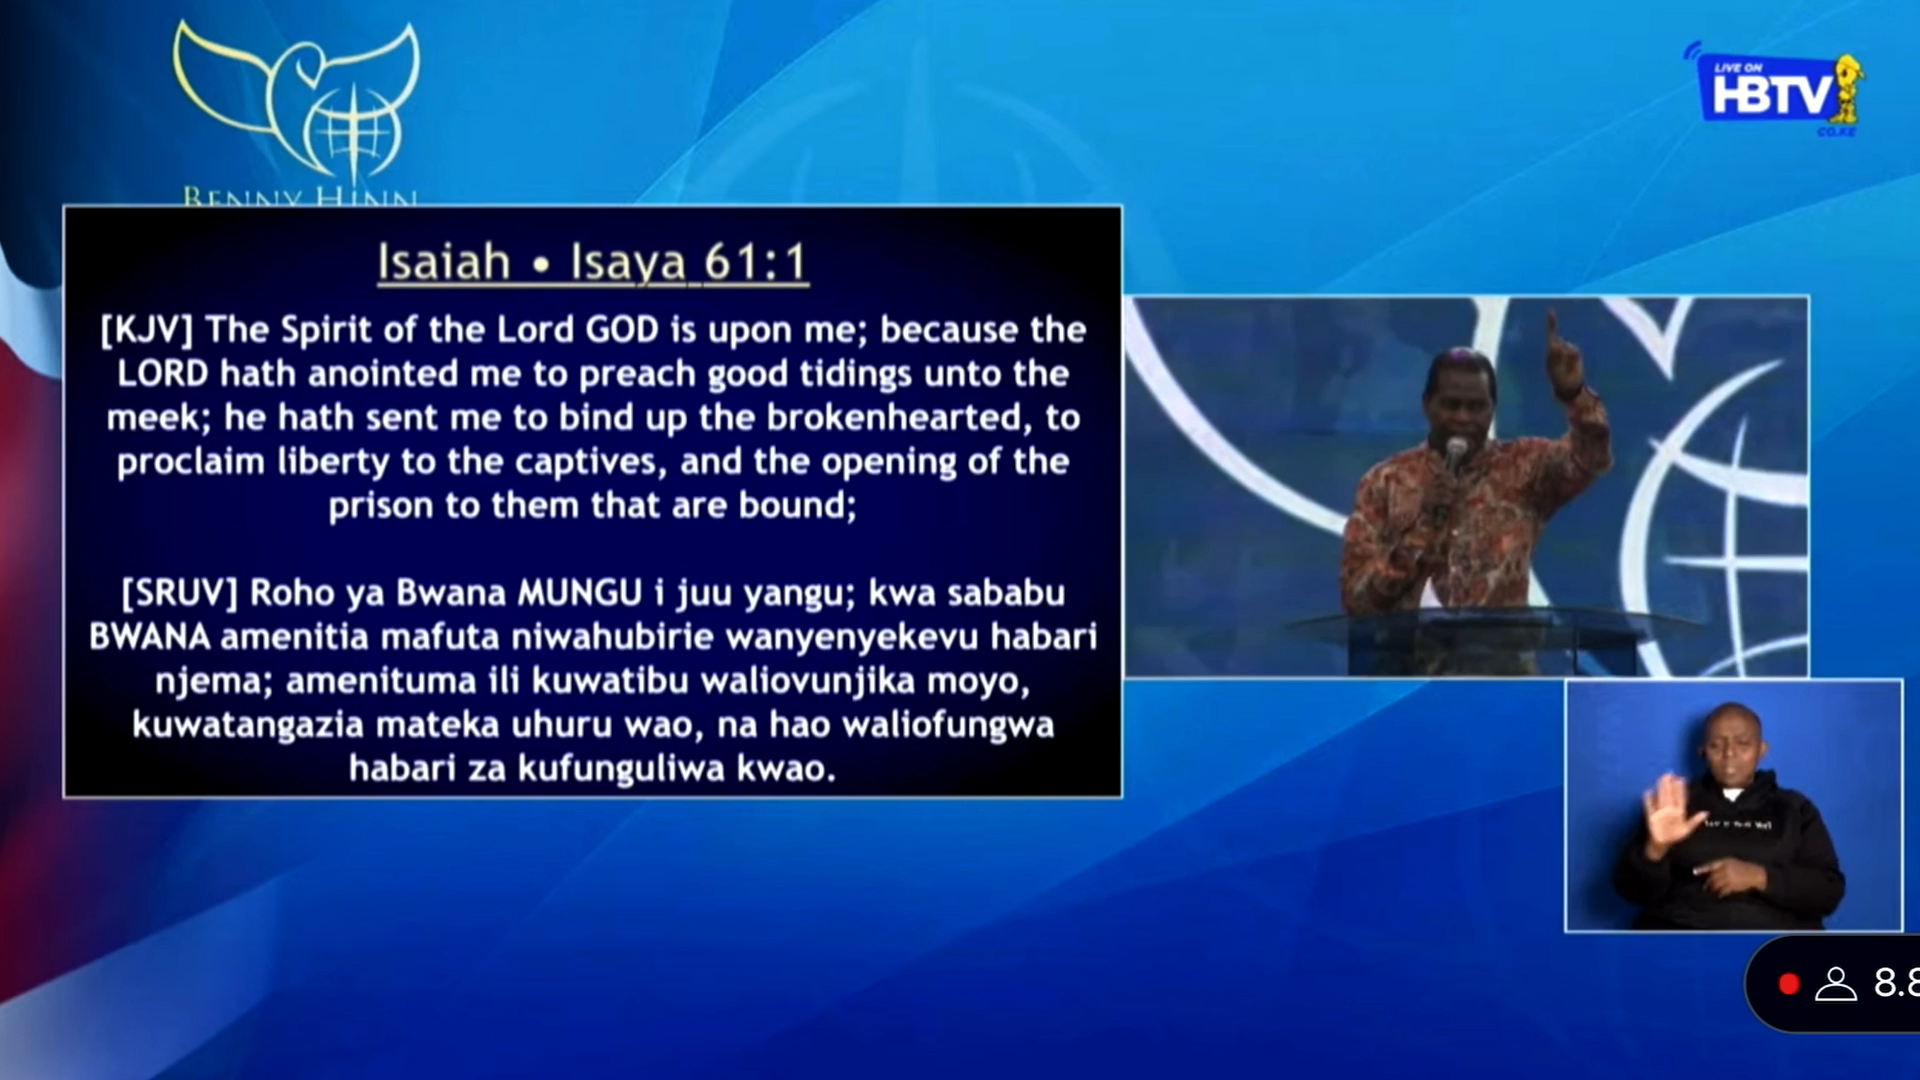 BENNY HINN
LIVE ON
HBTV
CO.KE
Isaiah • Isaya 61:1
[KJV] The Spirit of the Lord GOD is upon me; because the
LORD hath anointed me to preach good tidings unto the
meek; he hath sent me to bind up the brokenhearted, to
proclaim liberty to the captives, and the opening of the
prison to them that are bound;
[SRUV] Roho ya Bwana MUNGU i juu yangu; kwa sababu
BWANA amenitia mafuta niwahubirie wanyenyekevu habari
njema; amenituma ili kuwatibu waliovunjika moyo,
kuwatangazia mateka uhuru wao, na hao waliofungwa
habari za kufunguliwa kwao.
8.8